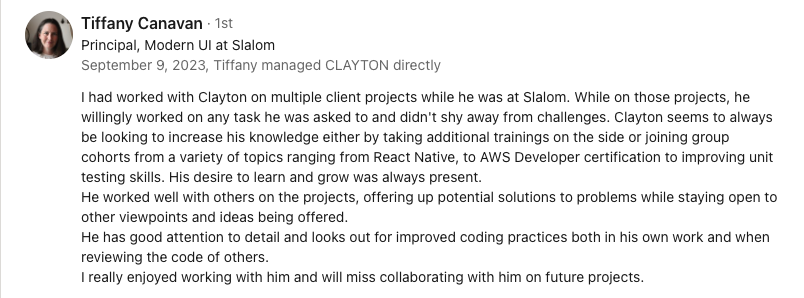 Tiffany Canavan · 1st
Principal, Modern UI at Slalom
September 9, 2023, Tiffany managed CLAYTON directly
I had worked with Clayton on multiple client projects while he was at Slalom. While on those projects, he
willingly worked on any task he was asked to and didn't shy away from challenges. Clayton seems to always
be looking to increase his knowledge either by taking additional trainings on the side or joining group
cohorts from a variety of topics ranging from React Native, to AWS Developer certification to improving unit
testing skills. His desire to learn and grow was always present.
He worked well with others on the projects, offering up potential solutions to problems while staying open to
other viewpoints and ideas being offered.
He has good attention to detail and looks out for improved coding practices both in his own work and when
reviewing the code of others.
I really enjoyed working with him and will miss collaborating with him on future projects.